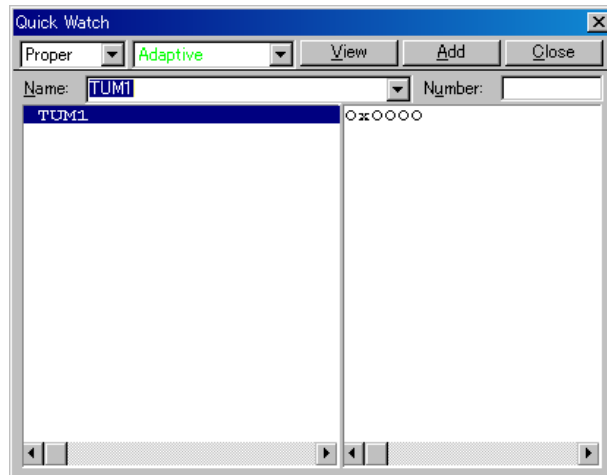 Quick Watch
Proper Adaptive View Add Close
Name: TUM1 Number:
TUM1 0x0000